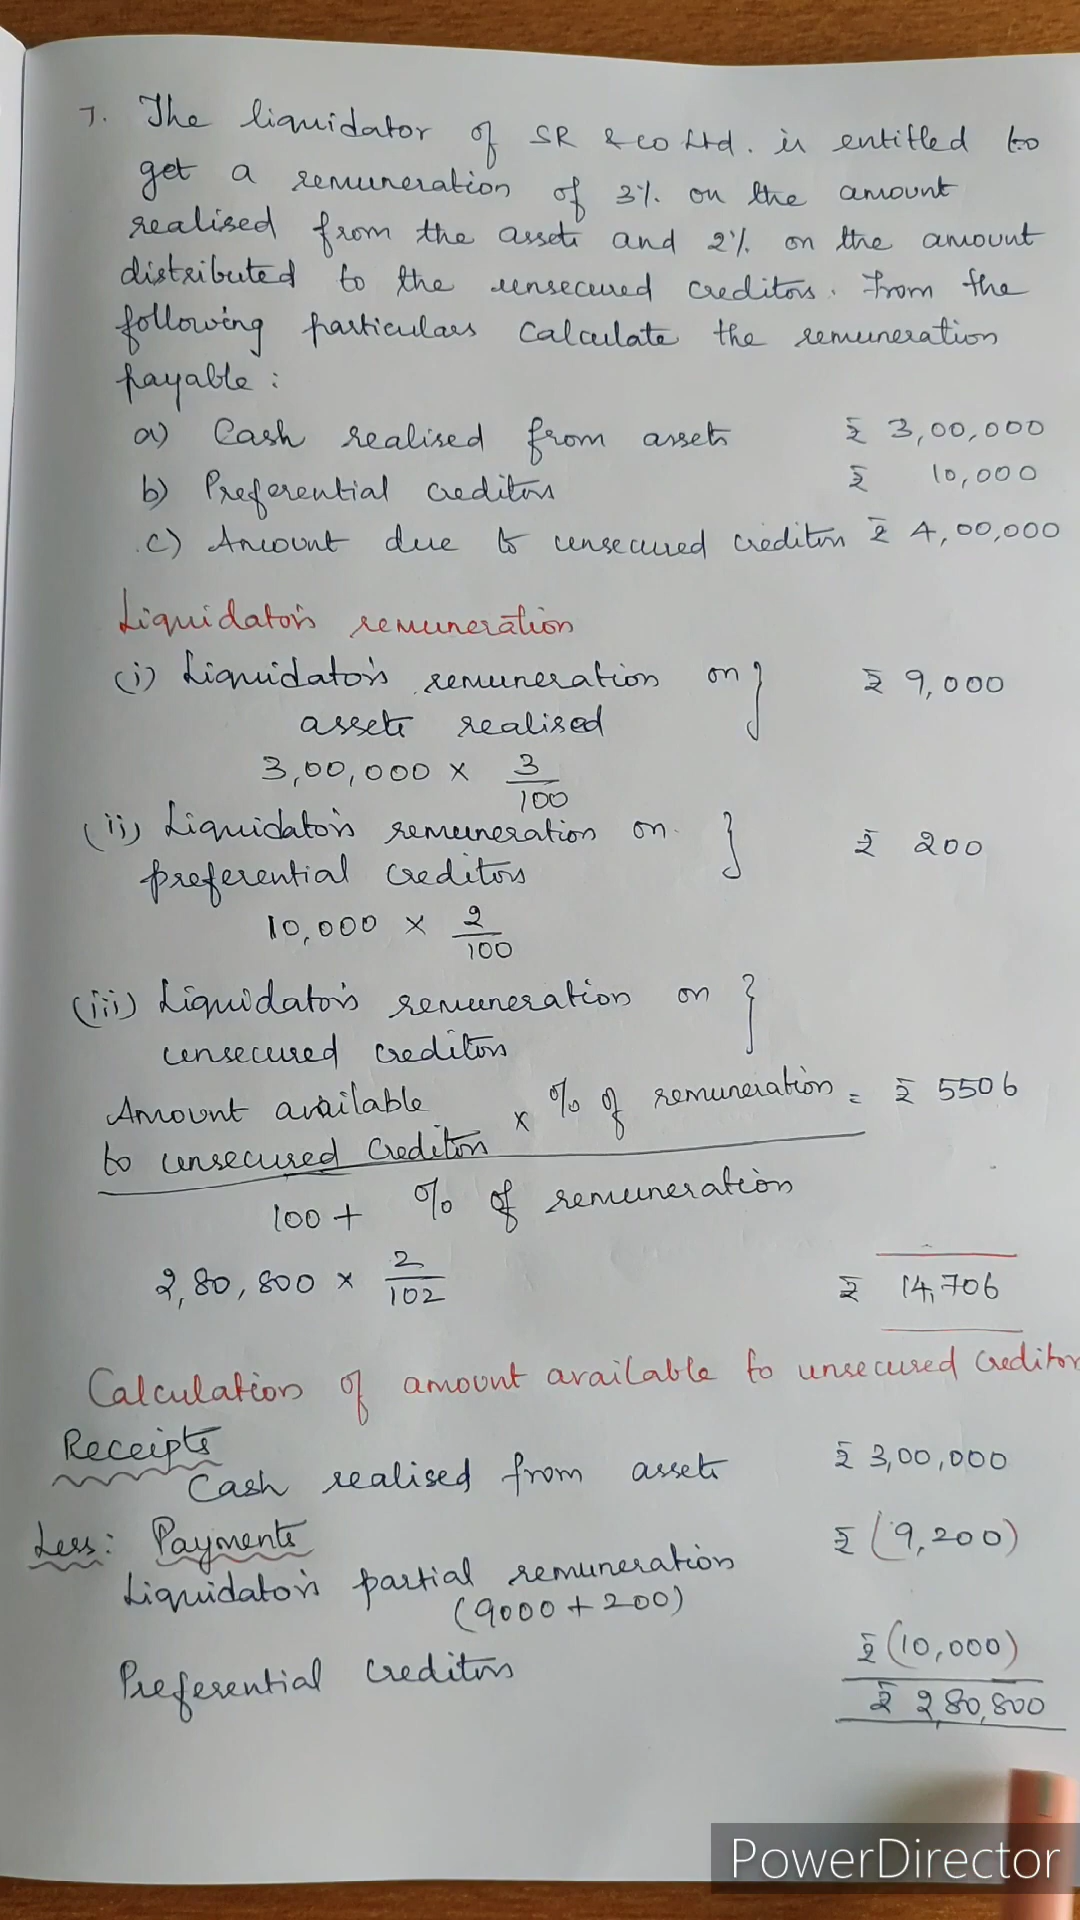 7. The liquidator of SR & co Ltd. is entitled to
get a remuneration of 3% on the amount
realised from the assets and 2% on the amount
distributed to the unsecured creditors. From the
following particulars calculate the remuneration
payable :
a) Cash realised from assets ₹ 3,00,000
b) Preferential creditors ₹ 10,000
c) Amount due to unsecured creditors ₹ 4,00,000
Liquidator's remuneration
(i) Liquidator's remuneration on } ₹ 9,000
assets realised
3,00,000 × 3/100
(ii) Liquidator's remuneration on } ₹ 200
preferential creditors
10,000 × 2/100
(iii) Liquidator's remuneration on }
unsecured creditors
Amount available to unsecured creditors × % of remuneration = ₹ 5506
100 + % of remuneration
2,80,800 × 2/102
₹ 14,706
Calculation of amount available to unsecured creditor
Receipts
Cash realised from assets ₹ 3,00,000
Less: Payments
Liquidator's partial remuneration ₹ (9,200)
(9000 + 200)
Preferential creditors ₹ (10,000)
₹ 2,80,800
PowerDirector